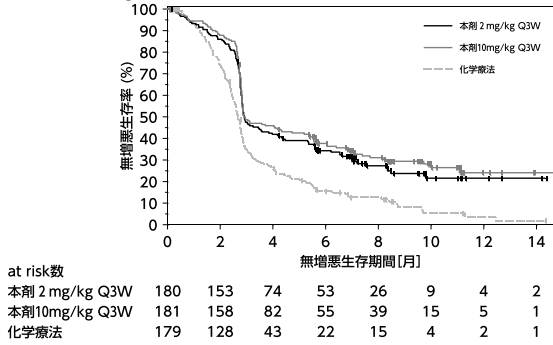 100
90
80
70
60
50
40
30
20
10
0
無増悪生存率(%)
本剤 2 mg/kg Q3W
本剤10mg/kg Q3W
化学療法
0 2 4 6 8 10 12 14
無増悪生存期間[月]
at risk数
本剤 2 mg/kg Q3W 180 153 74 53 26 9 4 2
本剤10mg/kg Q3W 181 158 82 55 39 15 5 1
化学療法 179 128 43 22 15 4 2 1